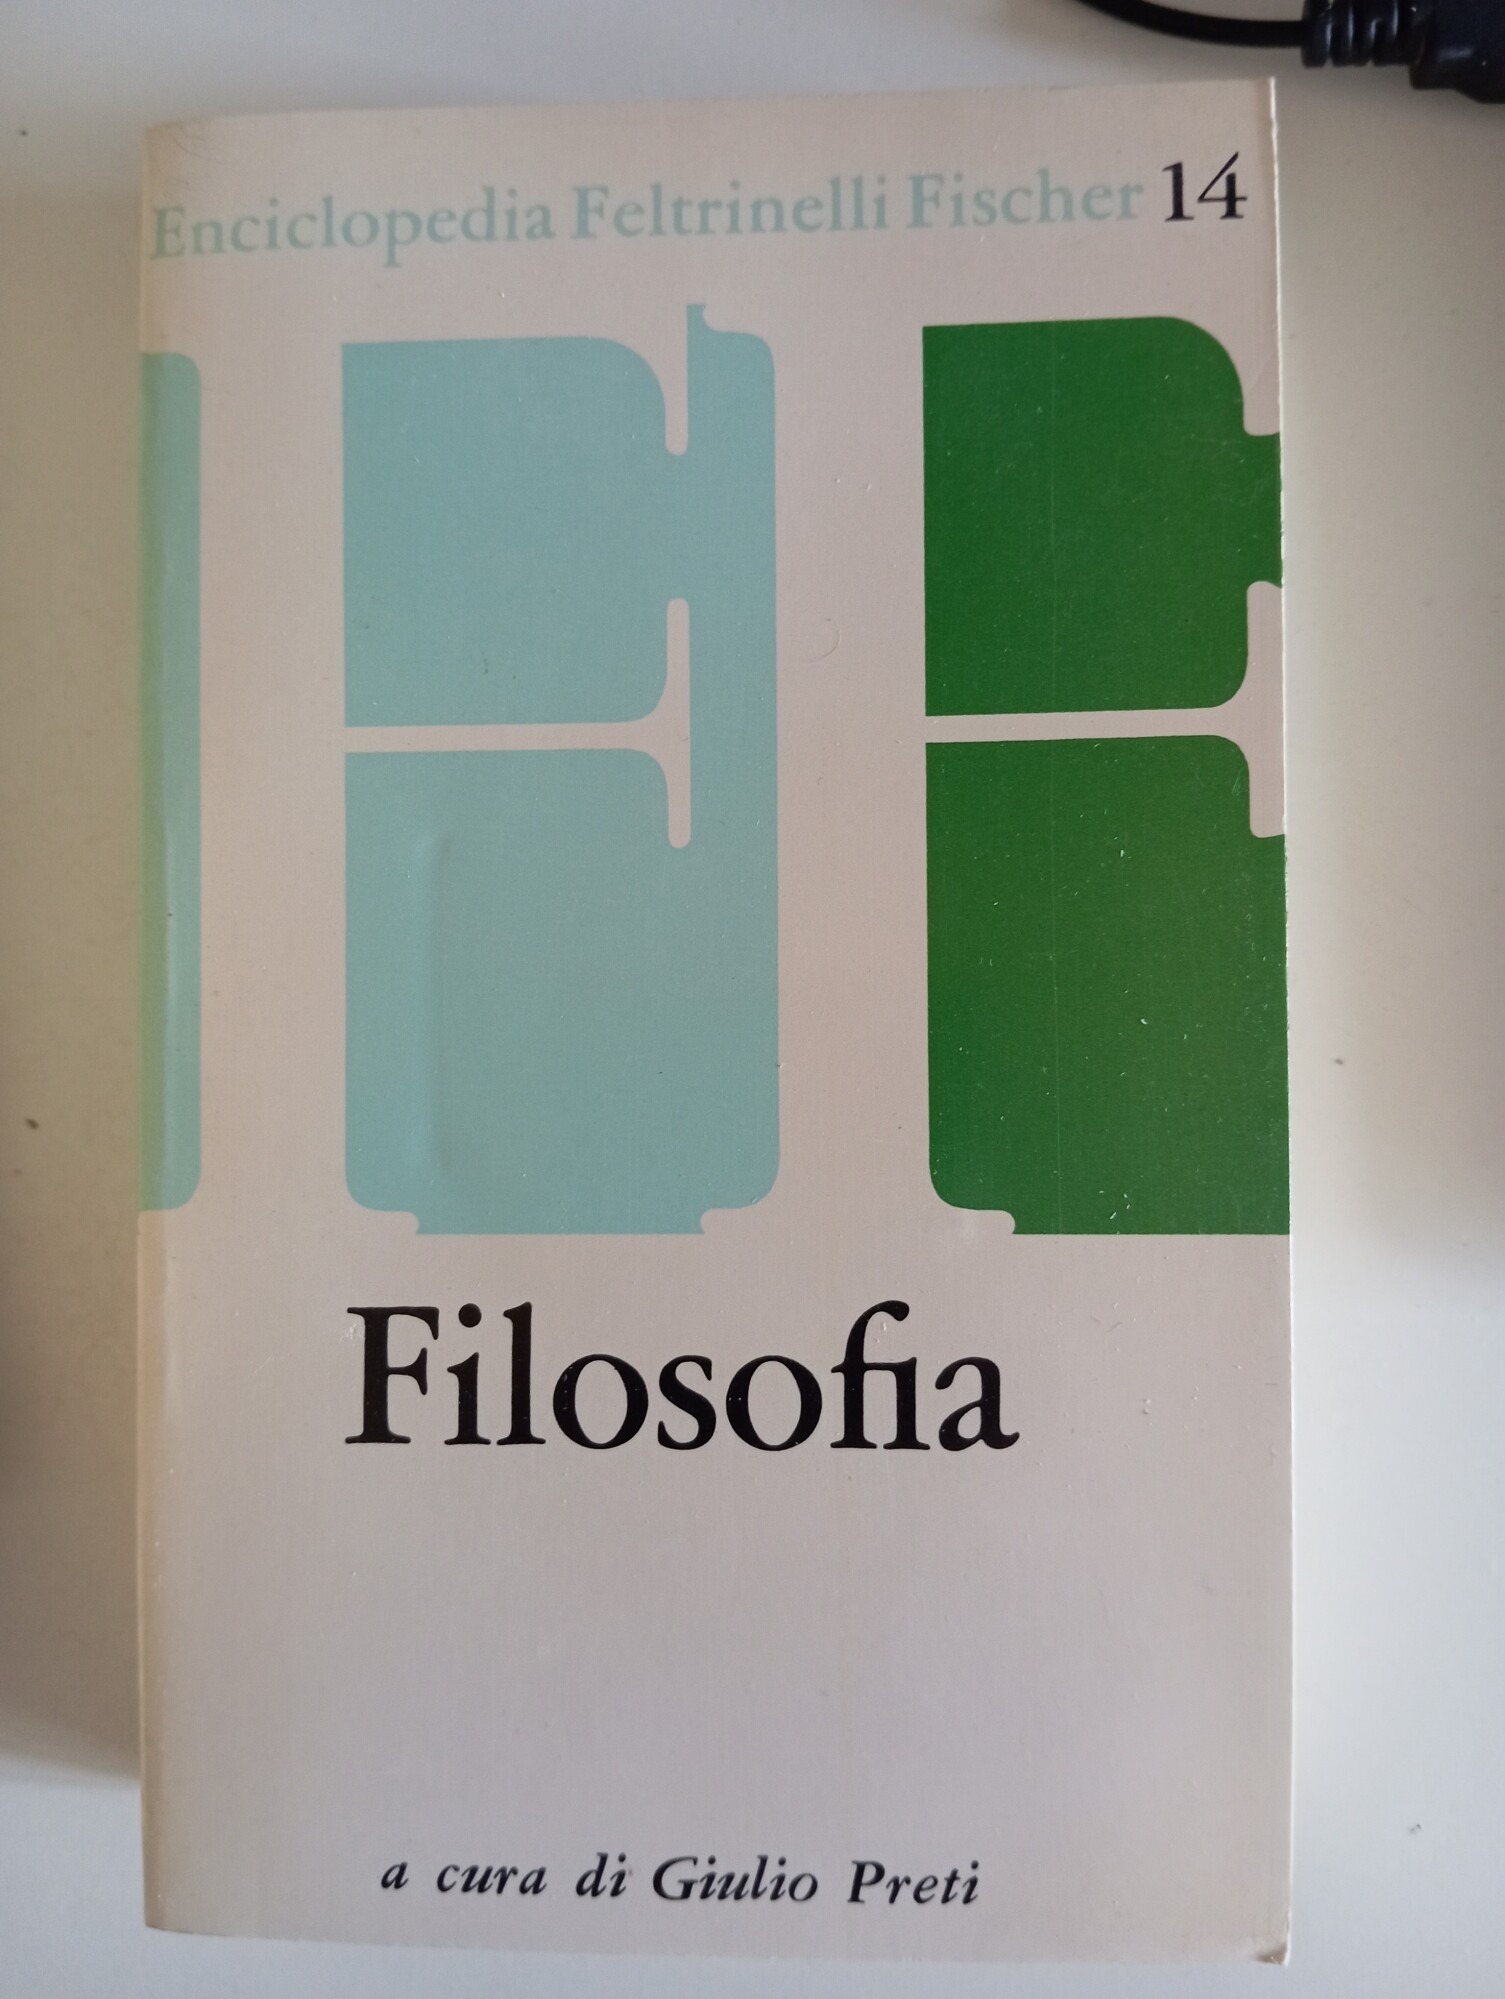 Enciclopedia Feltrinelli Fischer 14
Filosofia
a cura di Giulio Preti